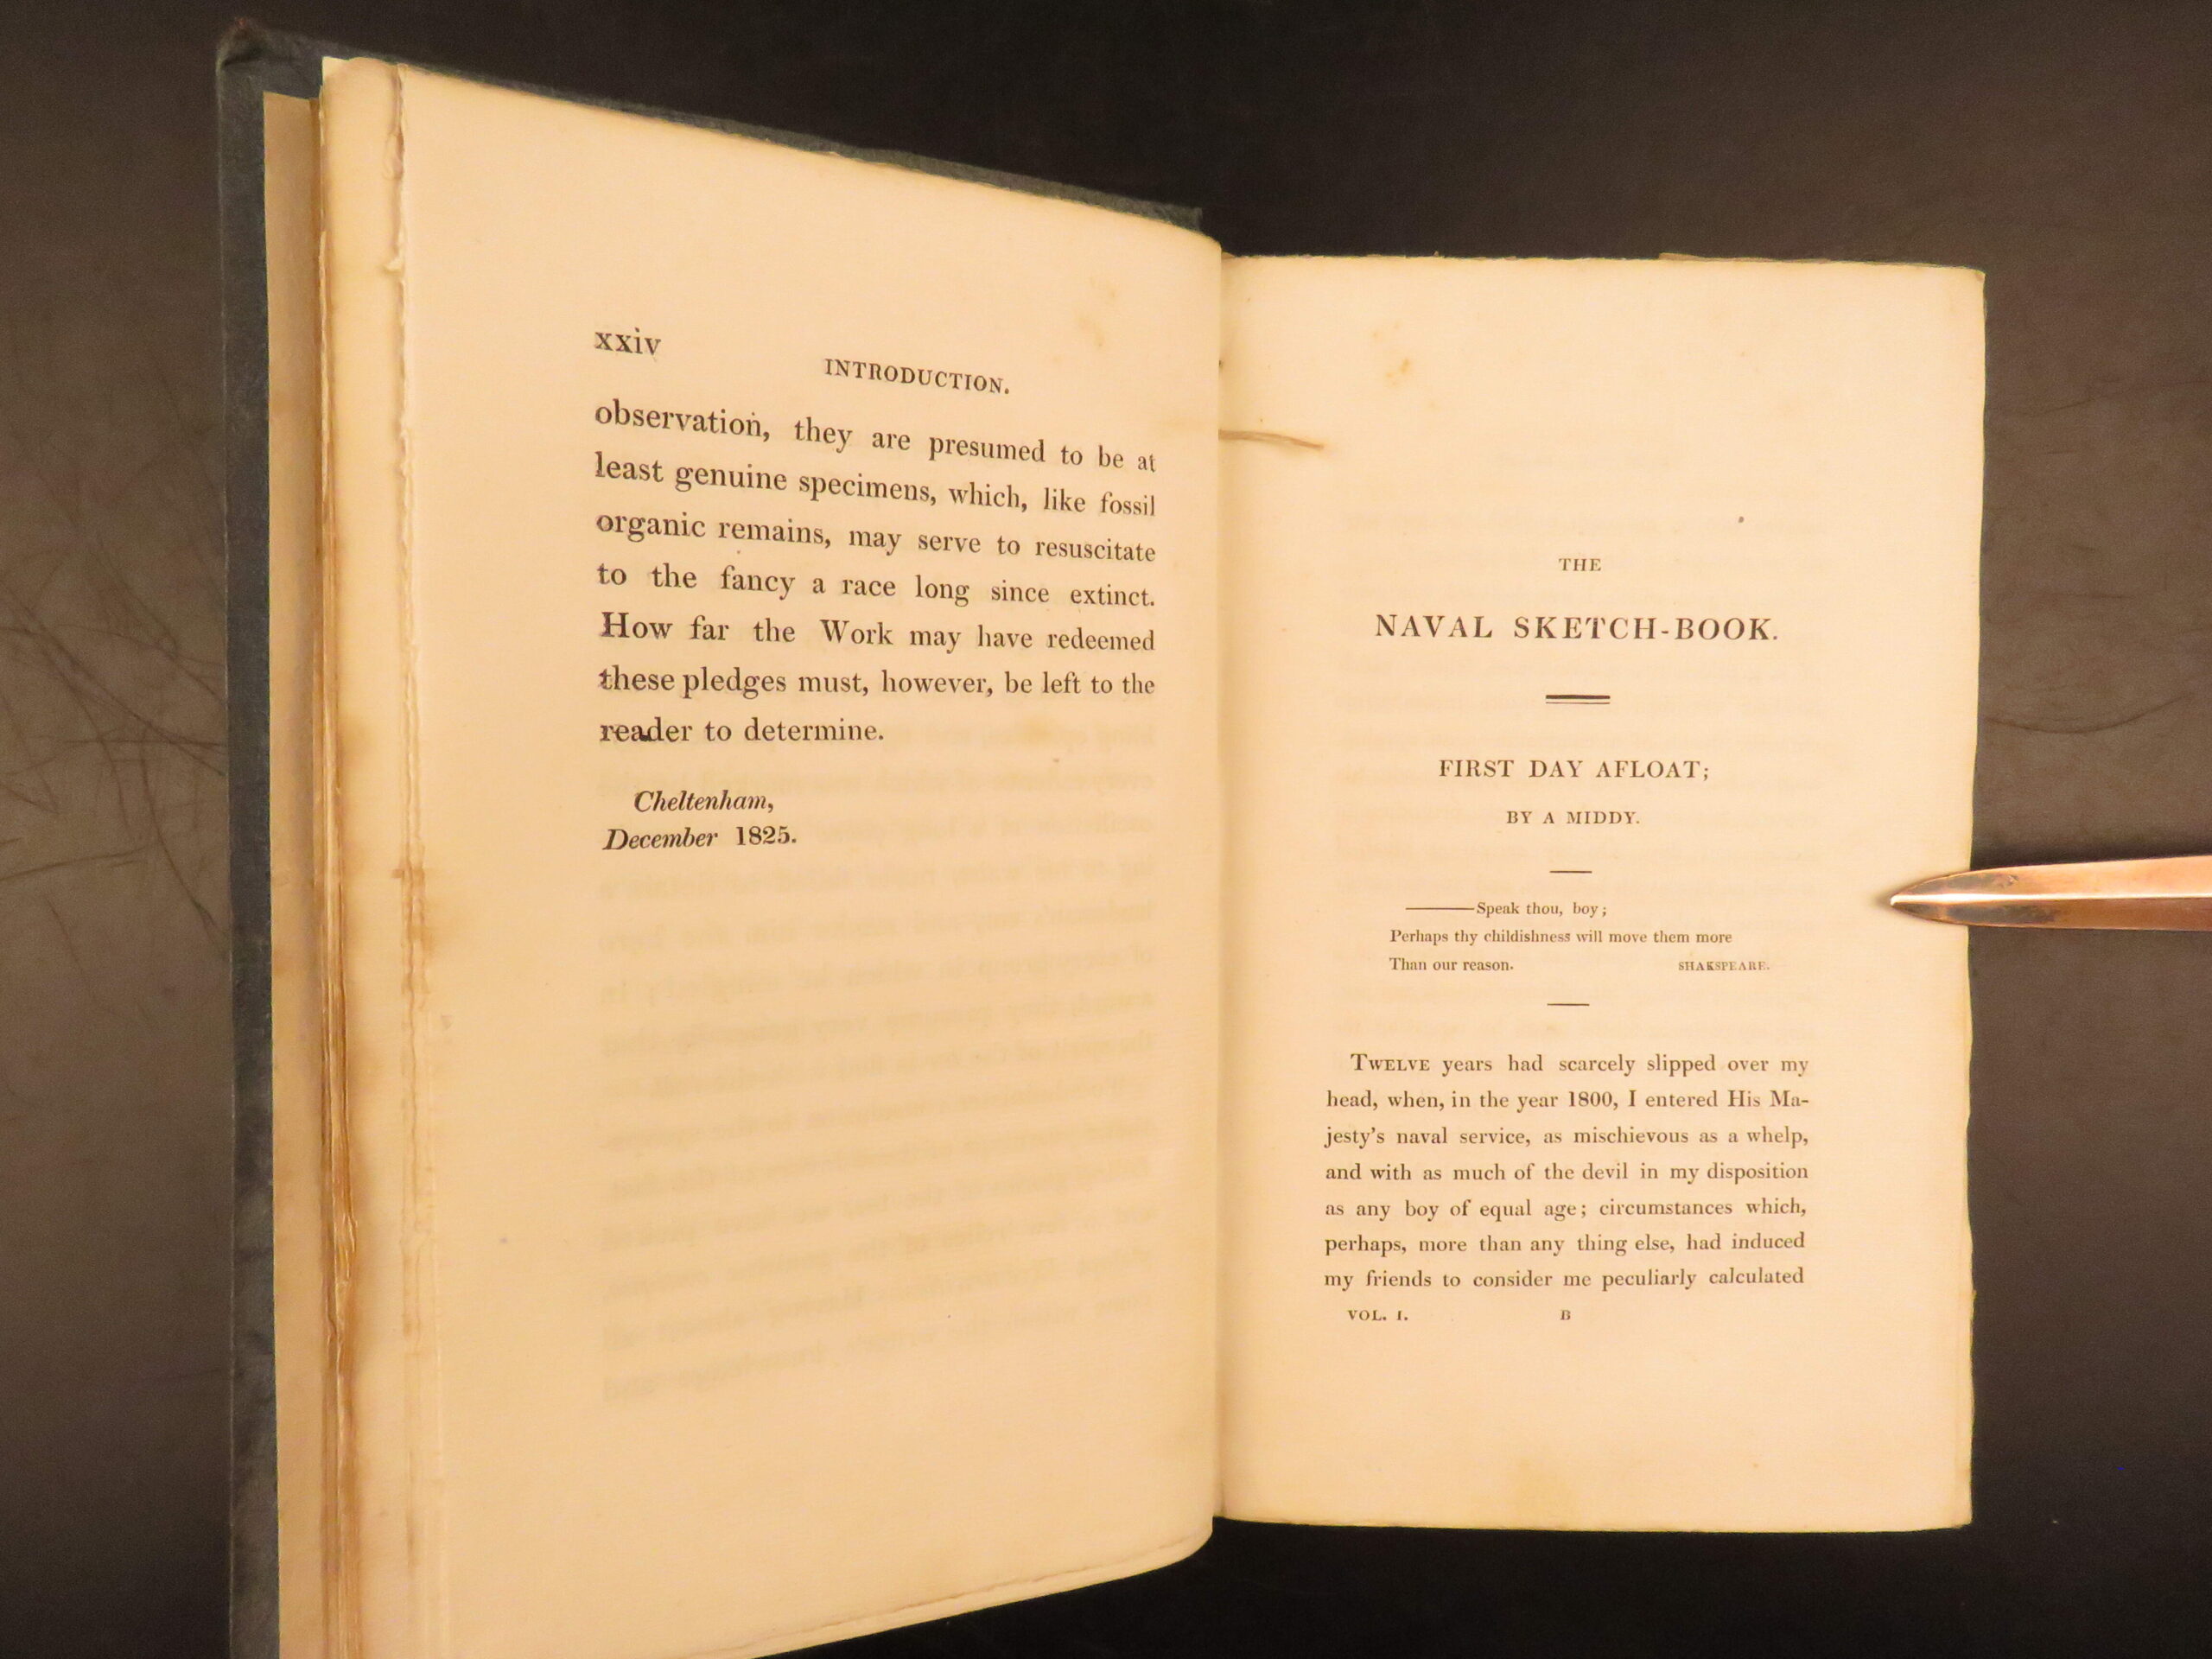 xxiv
INTRODUCTION.
observation, they are presumed to be at
least genuine specimens, which, like fossil
organic remains, may serve to resuscitate
to the fancy a race long since extinct.
How far the Work may have redeemed
these pledges must, however, be left to the
reader to determine.
Cheltenham,
December 1825.
THE
NAVAL SKETCH-BOOK.
FIRST DAY AFLOAT;
BY A MIDDY.
———Speak thou, boy;
Perhaps thy childishness will move them more
Than our reason. SHAKSPEARE.
TWELVE years had scarcely slipped over my
head, when, in the year 1800, I entered His Ma-
jesty's naval service, as mischievous as a whelp,
and with as much of the devil in my disposition
as any boy of equal age; circumstances which,
perhaps, more than any thing else, had induced
my friends to consider me peculiarly calculated
VOL. I. B